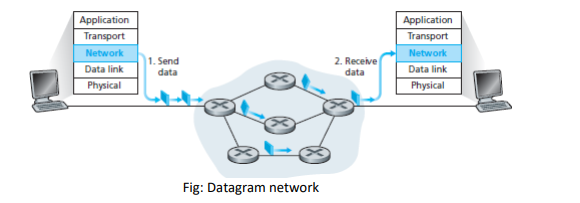 Application
Transport
Network
Data link
Physical
1. Send
data
2. Receive
data
Application
Transport
Network
Data link
Physical
Fig: Datagram network